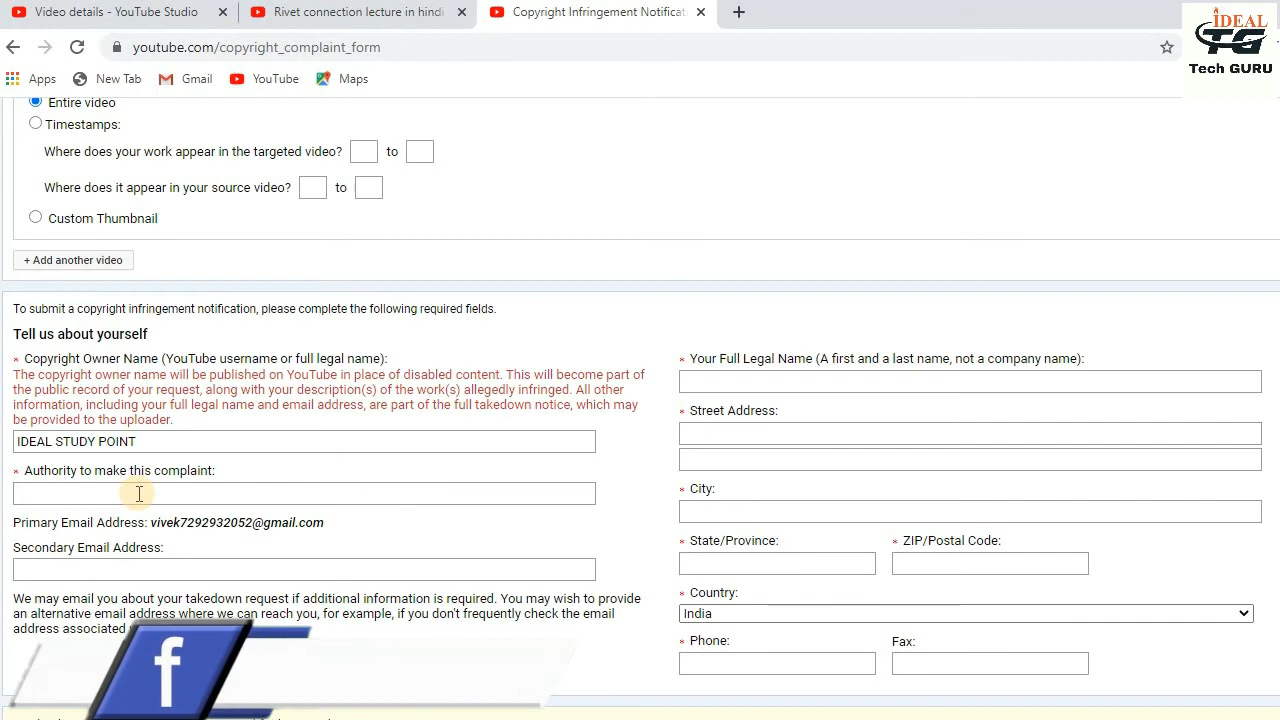 Video details - YouTube Studio
Rivet connection lecture in hindi
Copyright Infringement Notificat
IDEAL
TG
Tech GURU
youtube.com/copyright_complaint_form
Apps
New Tab
Gmail
YouTube
Maps
Entire video
Timestamps:
Where does your work appear in the targeted video? to
Where does it appear in your source video? to
Custom Thumbnail
+ Add another video
To submit a copyright infringement notification, please complete the following required fields.
Tell us about yourself
* Copyright Owner Name (YouTube username or full legal name):
The copyright owner name will be published on YouTube in place of disabled content. This will become part of
the public record of your request, along with your description(s) of the work(s) allegedly infringed. All other
information, including your full legal name and email address, are part of the full takedown notice, which may
be provided to the uploader.
IDEAL STUDY POINT
* Authority to make this complaint:
Primary Email Address: vivek7292932052@gmail.com
Secondary Email Address:
We may email you about your takedown request if additional information is required. You may wish to provide
an alternative email address where we can reach you, for example, if you don't frequently check the email
address associated
* Your Full Legal Name (A first and a last name, not a company name):
* Street Address:
* City:
* State/Province:
* ZIP/Postal Code:
* Country:
India
* Phone:
Fax:
f